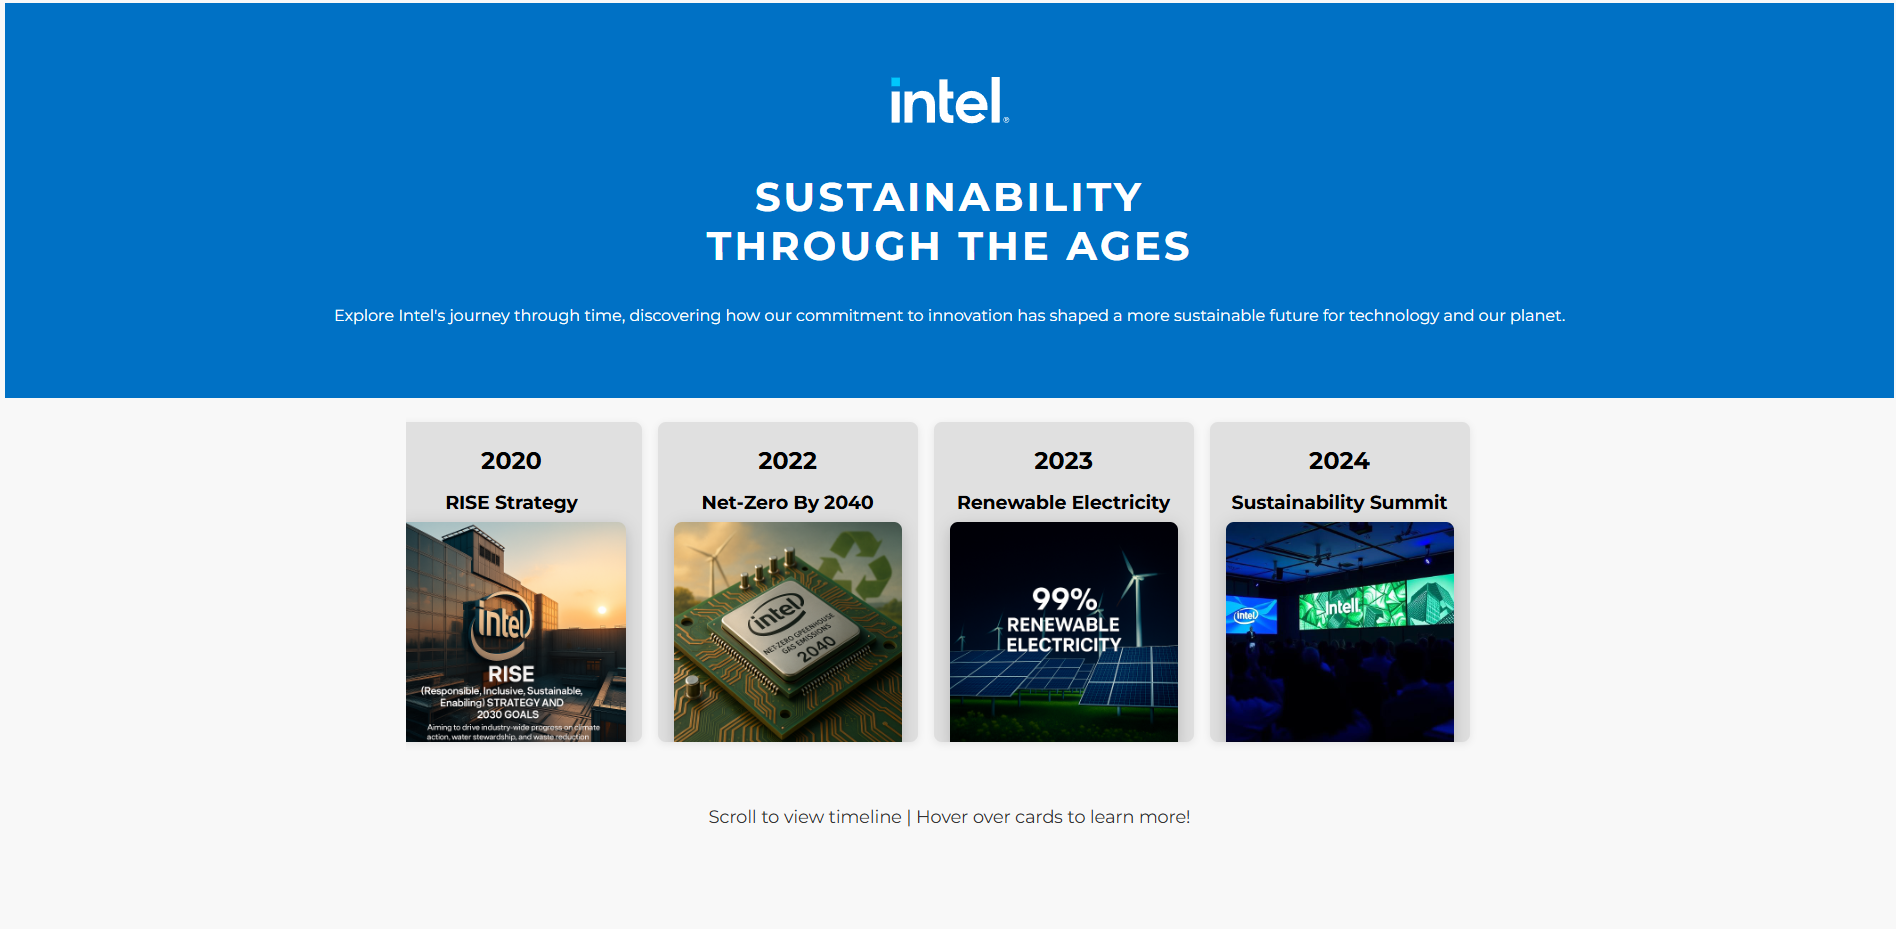 intel®
SUSTAINABILITY
THROUGH THE AGES
Explore Intel's journey through time, discovering how our commitment to innovation has shaped a more sustainable future for technology and our planet.
2020
RISE Strategy
intel
RISE
(Responsible, Inclusive, Sustainable,
Enabiling) STRATEGY AND
2030 GOALS
Aiming to drive industry-wide progress on climate
action, water stewardship, and waste reduction
2022
Net-Zero By 2040
intel
NET-ZERO GREENHOUSE
GAS EMISSIONS
2040
2023
Renewable Electricity
99%
RENEWABLE
ELECTRICITY
2024
Sustainability Summit
intel
Intell
Scroll to view timeline | Hover over cards to learn more!